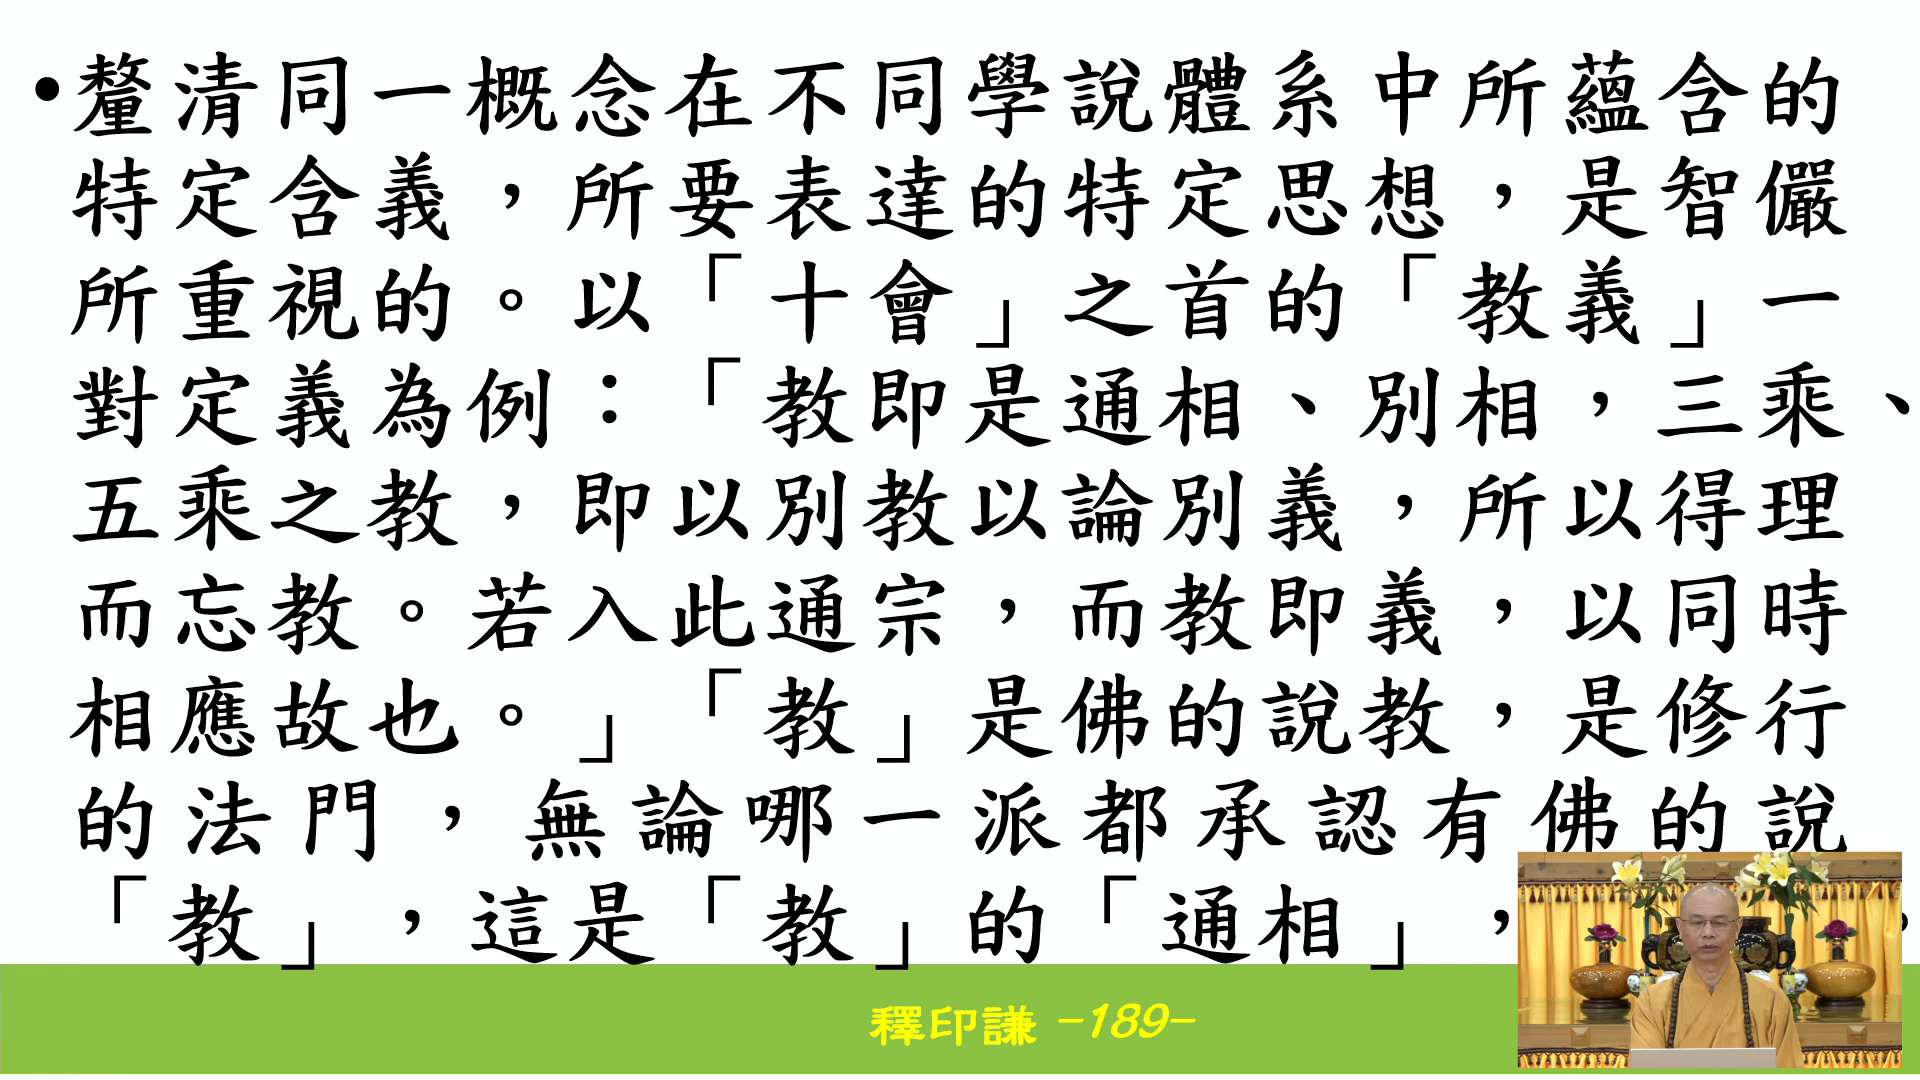 •釐清同一概念在不同學說體系中所蘊含的
特定含義，所要表達的特定思想，是智儼
所重視的。以「十會」之首的「教義」一
對定義為例：「教即是通相、別相，三乘、
五乘之教，即以別教以論別義，所以得理
而忘教。若入此通宗，而教即義，以同時
相應故也。」「教」是佛的說教，是修行
的法門，無論哪一派都承認有佛的說
「教」，這是「教」的「通相」，
釋印謙 -189-